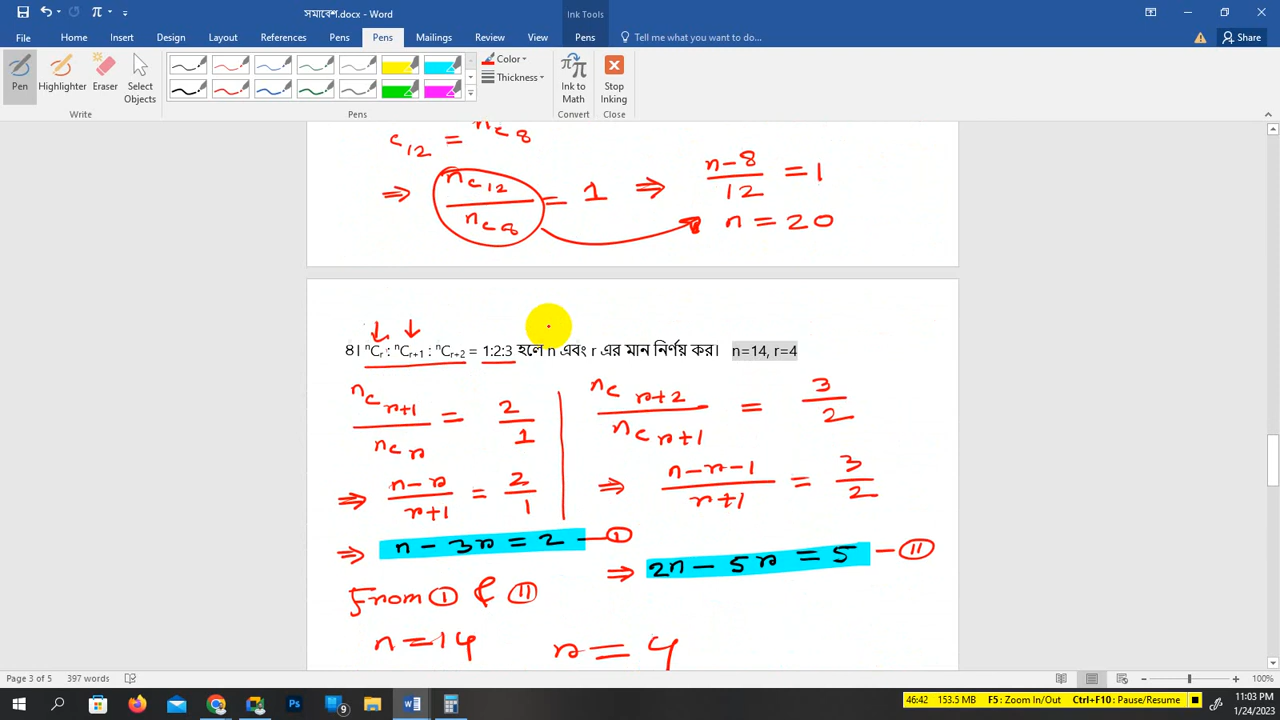 সমাবেশ.docx - Word
Ink Tools
File Home Insert Design Layout References Pens Mailings Review View Pens Tell me what you want to do... Share
Pen Highlighter Eraser Select Objects
Color
Thickness
Ink to Math
Stop Inking
Write Pens Convert Close
C12 = nC8
⇒ nC12/nC8 = 1 ⇒ (n-8)/12 = 1
n = 20
8। nCr : nCr+1 : nCr+2 = 1:2:3 হলে n এবং r এর মান নির্ণয় কর। n=14, r=4
nCr+1/nCr = 2/1
nCr+2/nCr+1 = 3/2
⇒ (n-r)/(r+1) = 2/1
⇒ (n-r-1)/(r+1) = 3/2
⇒ n - 3r = 2 — I
⇒ 2n - 5r = 5 — II
From I & II
n = 14 r = 4
Page 3 of 5 397 words 100%
46:42 153.5 MB F5: Zoom In/Out Ctrl+F10: Pause/Resume
11:03 PM
1/24/2023